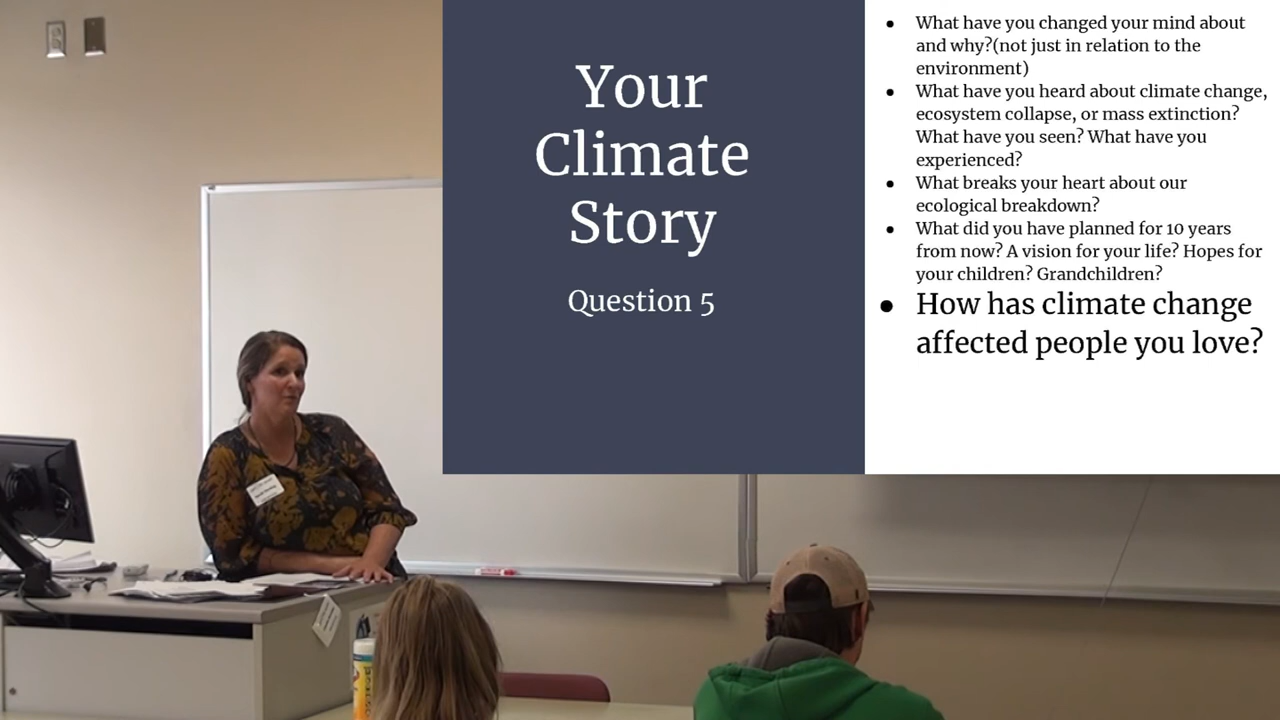 Your
Climate
Story
Question 5
● What have you changed your mind about
and why?(not just in relation to the
environment)
● What have you heard about climate change,
ecosystem collapse, or mass extinction?
What have you seen? What have you
experienced?
● What breaks your heart about our
ecological breakdown?
● What did you have planned for 10 years
from now? A vision for your life? Hopes for
your children? Grandchildren?
● How has climate change
affected people you love?